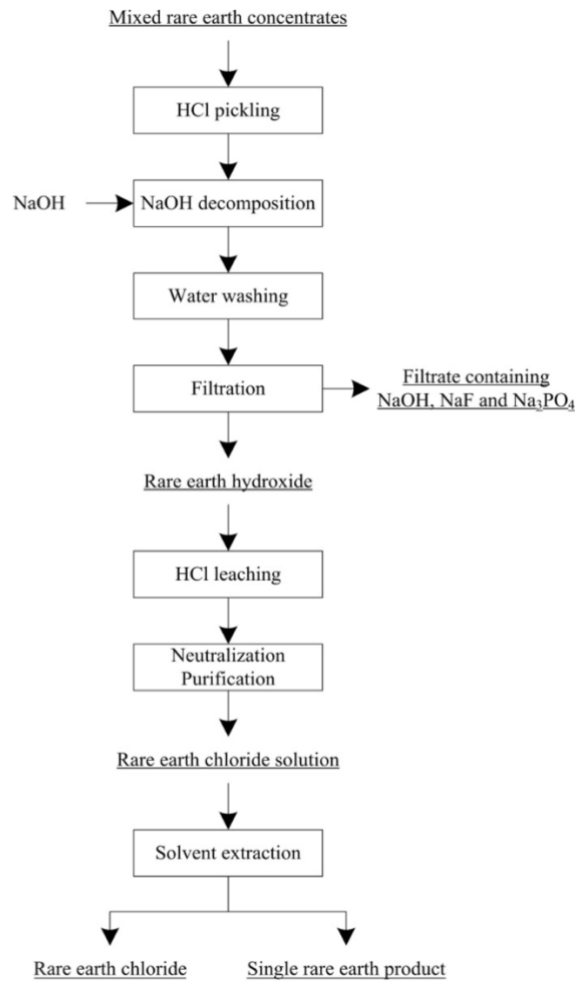 Mixed rare earth concentrates
HCl pickling
NaOH
NaOH decomposition
Water washing
Filtration
Filtrate containing
NaOH, NaF and Na₃PO₄
Rare earth hydroxide
HCl leaching
Neutralization
Purification
Rare earth chloride solution
Solvent extraction
Rare earth chloride
Single rare earth product